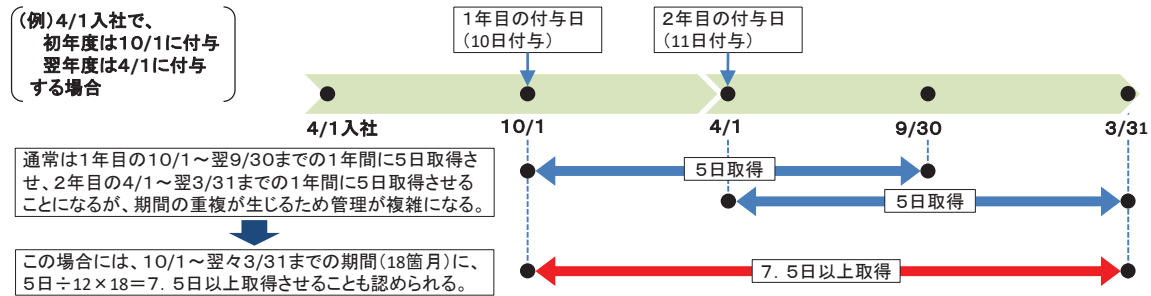 (例)4/1入社で、
初年度は10/1に付与
翌年度は4/1に付与
する場合
1年目の付与日
(10日付与)
2年目の付与日
(11日付与)
4/1入社
10/1
4/1
9/30
3/31
通常は1年目の10/1~翌9/30までの1年間に5日取得さ
せ、2年目の4/1~翌3/31までの1年間に5日取得させる
ことになるが、期間の重複が生じるため管理が複雑になる。
5日取得
5日取得
この場合には、10/1~翌々3/31までの期間(18箇月)に、
5日÷12×18=7.5日以上取得させることも認められる。
7.5日以上取得